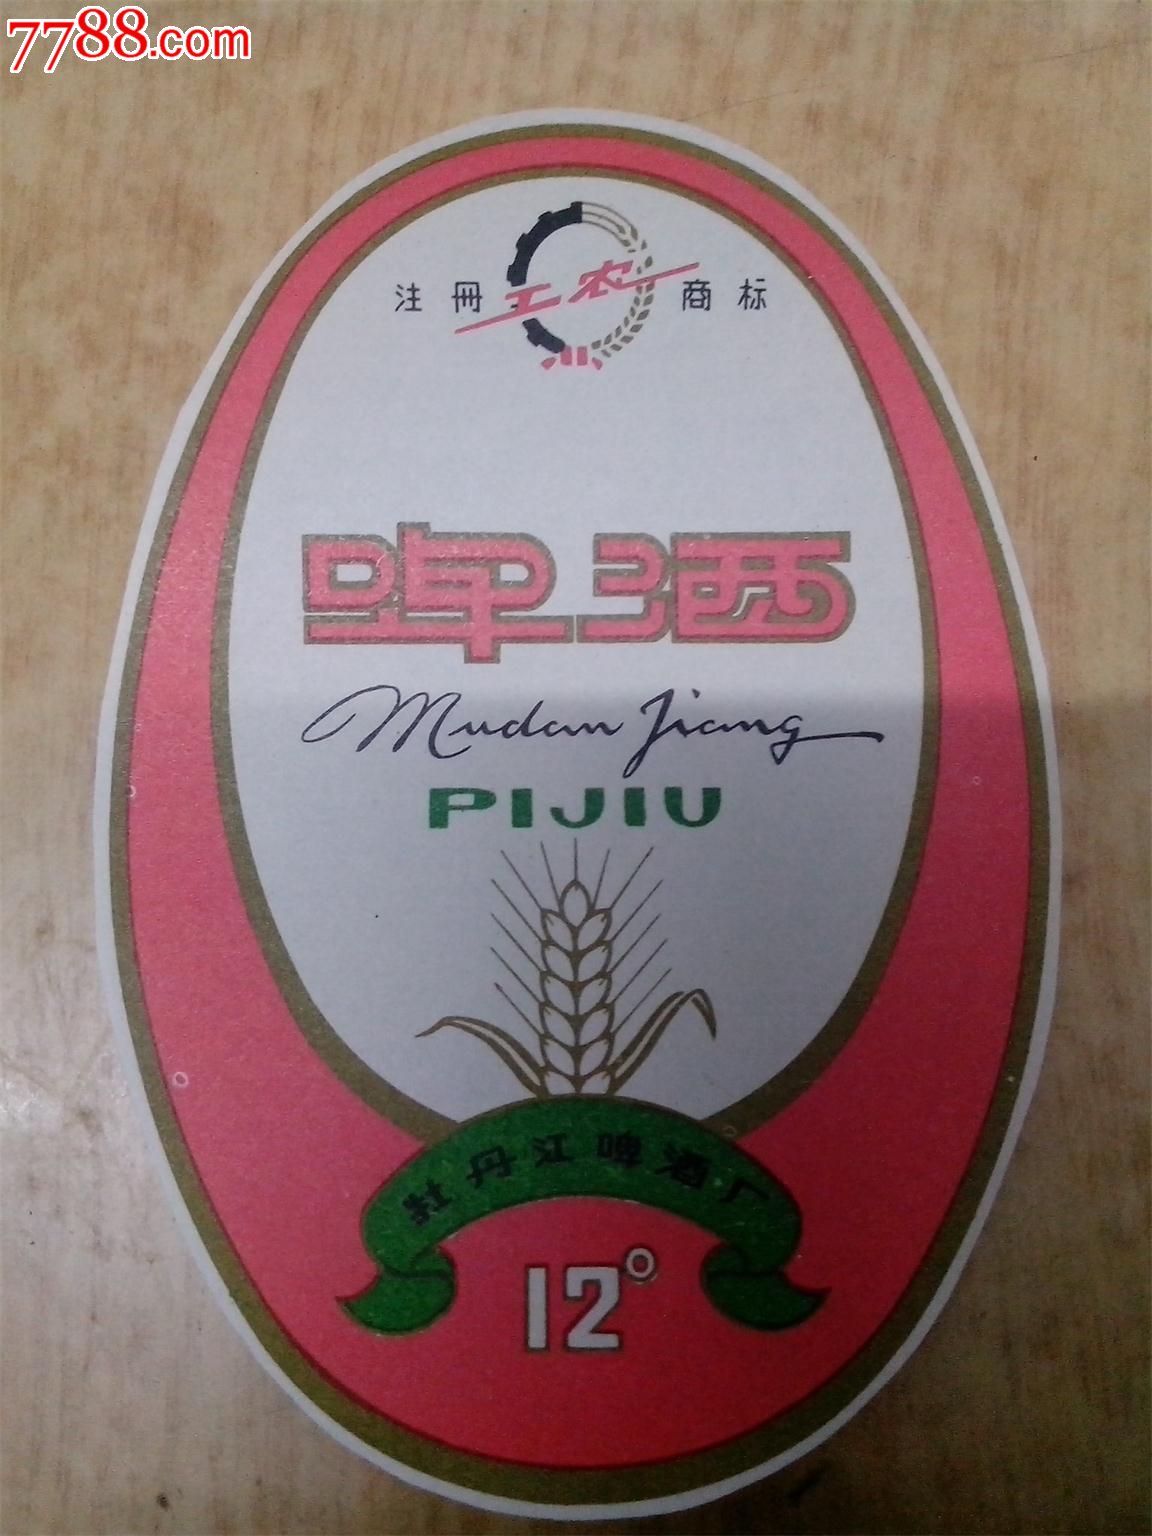 7788.com
注册 工农 商标
啤酒
Mudan Jiang
PIJIU
牡丹江啤酒厂
12°